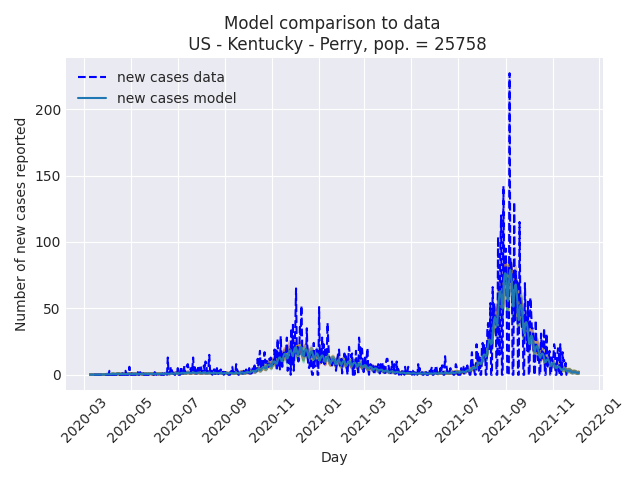 Model comparison to data
US - Kentucky - Perry, pop. = 25758
new cases data
new cases model
Number of new cases reported
200
150
100
50
0
2020-03
2020-05
2020-07
2020-09
2020-11
2021-01
2021-03
2021-05
2021-07
2021-09
2021-11
2022-01
Day